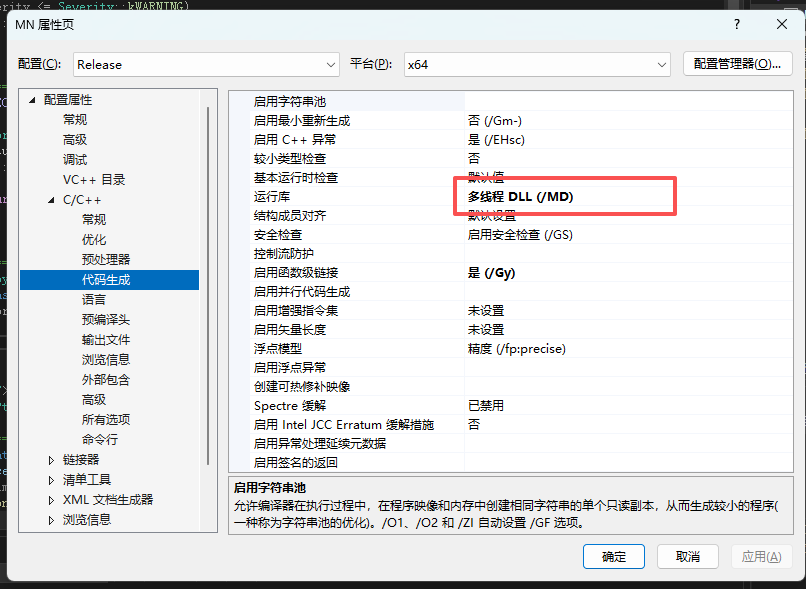 Severity::kWARNING)
MN 属性页
配置(C):
Release
平台(P):
x64
配置管理器(O)...
配置属性
常规
高级
调试
VC++ 目录
C/C++
常规
优化
预处理器
代码生成
语言
预编译头
输出文件
浏览信息
外部包含
高级
所有选项
命令行
链接器
清单工具
XML 文档生成器
浏览信息
启用字符串池
启用最小重新生成 否 (/Gm-)
启用 C++ 异常 是 (/EHsc)
较小类型检查 否
基本运行时检查 默认值
运行库 多线程 DLL (/MD)
结构成员对齐 默认设置
安全检查 启用安全检查 (/GS)
控制流防护
启用函数级链接 是 (/Gy)
启用并行代码生成
启用增强指令集 未设置
启用矢量长度 未设置
浮点模型 精度 (/fp:precise)
启用浮点异常
创建可热修补映像
Spectre 缓解 已禁用
启用 Intel JCC Erratum 缓解措施 否
启用异常处理延续元数据
启用签名的返回
启用字符串池
允许编译器在执行过程中，在程序映像和内存中创建相同字符串的单个只读副本，从而生成较小的程序(
一种称为字符串池的优化)。/O1、/O2 和 /ZI 自动设置 /GF 选项。
确定
取消
应用(A)